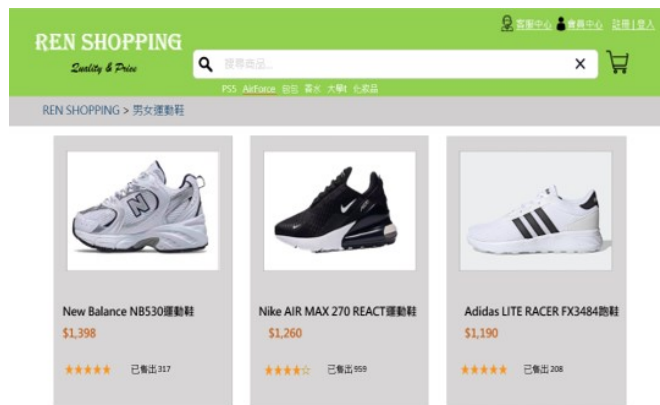 客服中心 會員中心 註冊|登入
REN SHOPPING
Quality & Price
搜尋商品...
PS5 AirForce 包包 香水 大學t 化妝品
REN SHOPPING > 男女運動鞋
New Balance NB530運動鞋
$1,398
已售出317
Nike AIR MAX 270 REACT運動鞋
$1,260
已售出959
Adidas LITE RACER FX3484跑鞋
$1,190
已售出208